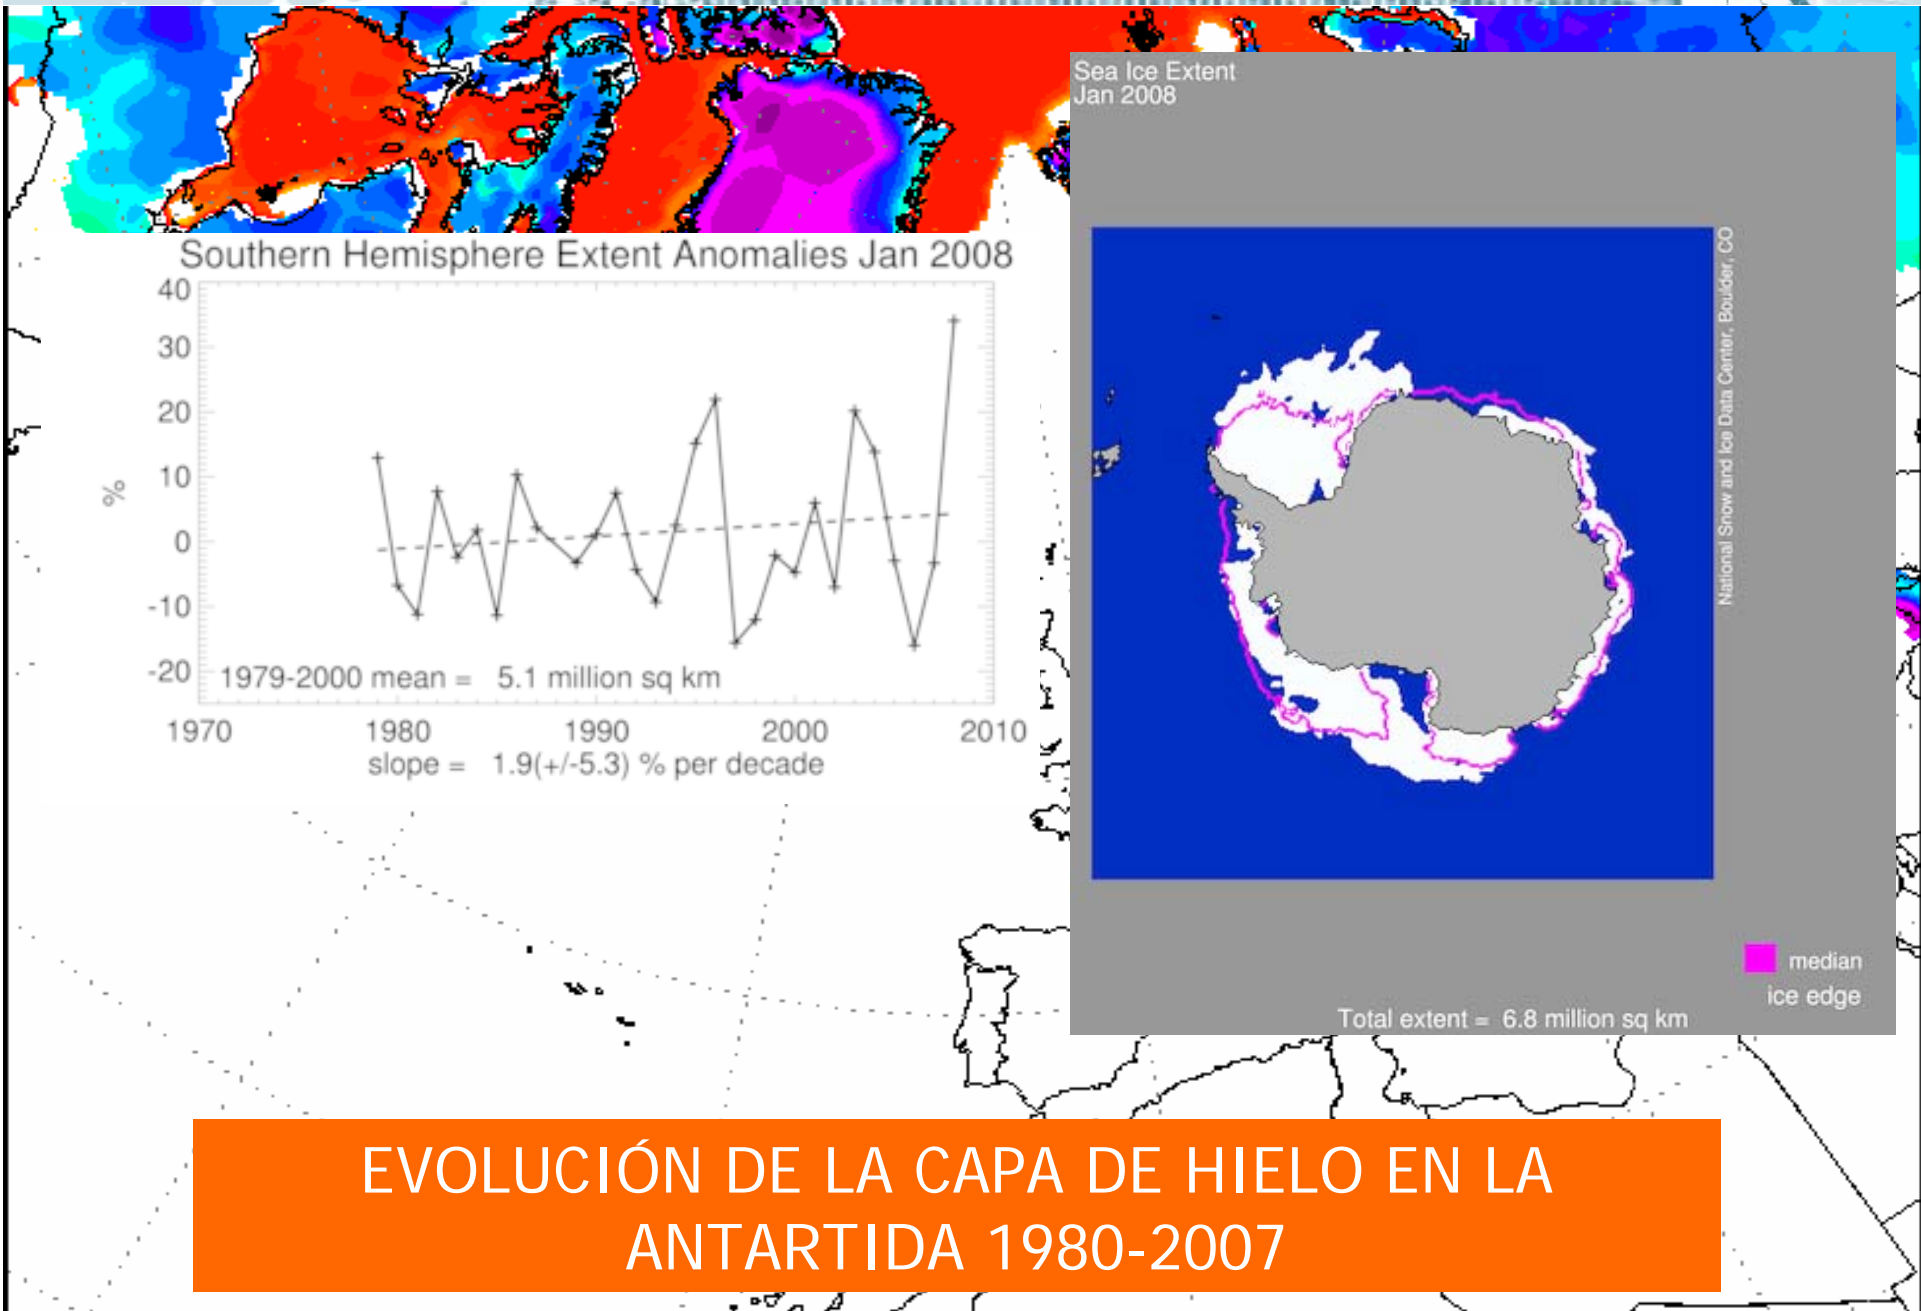 Sea Ice Extent
Jan 2008
Southern Hemisphere Extent Anomalies Jan 2008
40
30
20
10
0
-10
-20
%
1979-2000 mean = 5.1 million sq km
1970 1980 1990 2000 2010
slope = 1.9(+/-5.3) % per decade
National Snow and Ice Data Center, Boulder, CO
median
ice edge
Total extent = 6.8 million sq km
EVOLUCIÓN DE LA CAPA DE HIELO EN LA
ANTARTIDA 1980-2007